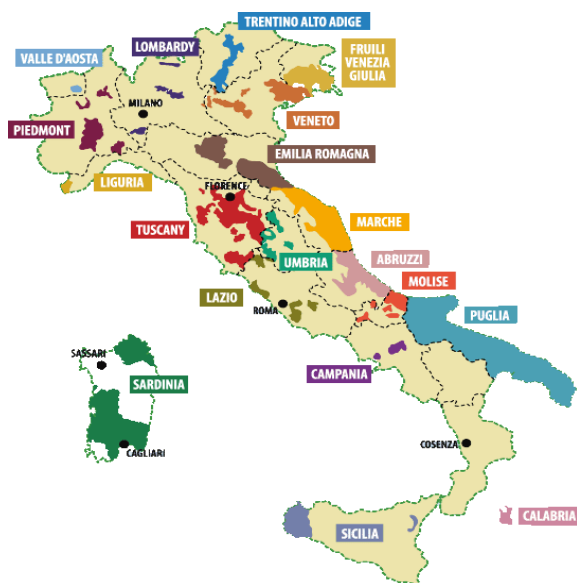 TRENTINO ALTO ADIGE
LOMBARDY
FRUILI
VENEZIA
GIULIA
VALLE D'AOSTA
MILANO
VENETO
PIEDMONT
EMILIA ROMAGNA
LIGURIA
FLORENCE
TUSCANY
MARCHE
UMBRIA
ABRUZZI
MOLISE
LAZIO
ROMA
PUGLIA
SASSARI
CAMPANIA
SARDINIA
COSENZA
CAGLIARI
CALABRIA
SICILIA